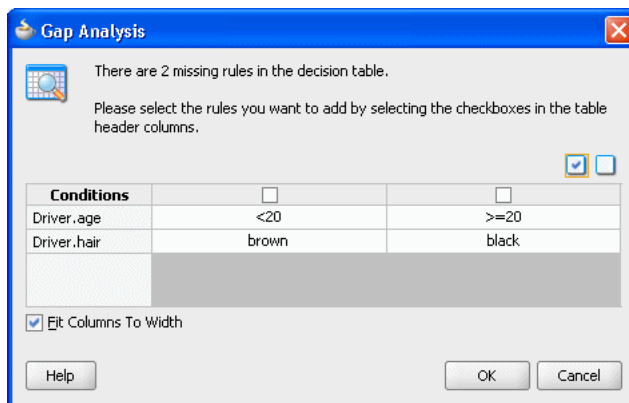 Gap Analysis
There are 2 missing rules in the decision table.
Please select the rules you want to add by selecting the checkboxes in the table
header columns.
Conditions
Driver.age <20 >=20
Driver.hair brown black
Fit Columns To Width
Help OK Cancel